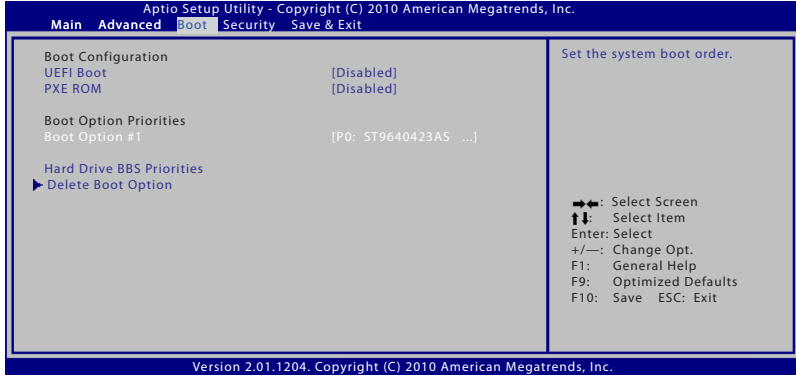 Aptio Setup Utility - Copyright (C) 2010 American Megatrends, Inc.
Main Advanced Boot Security Save & Exit
Boot Configuration
UEFI Boot [Disabled]
PXE ROM [Disabled]
Boot Option Priorities
Boot Option #1 [P0: ST9640423AS ...]
Hard Drive BBS Priorities
Delete Boot Option
Set the system boot order.
→←: Select Screen
↑↓: Select Item
Enter: Select
+/—: Change Opt.
F1: General Help
F9: Optimized Defaults
F10: Save ESC: Exit
Version 2.01.1204. Copyright (C) 2010 American Megatrends, Inc.